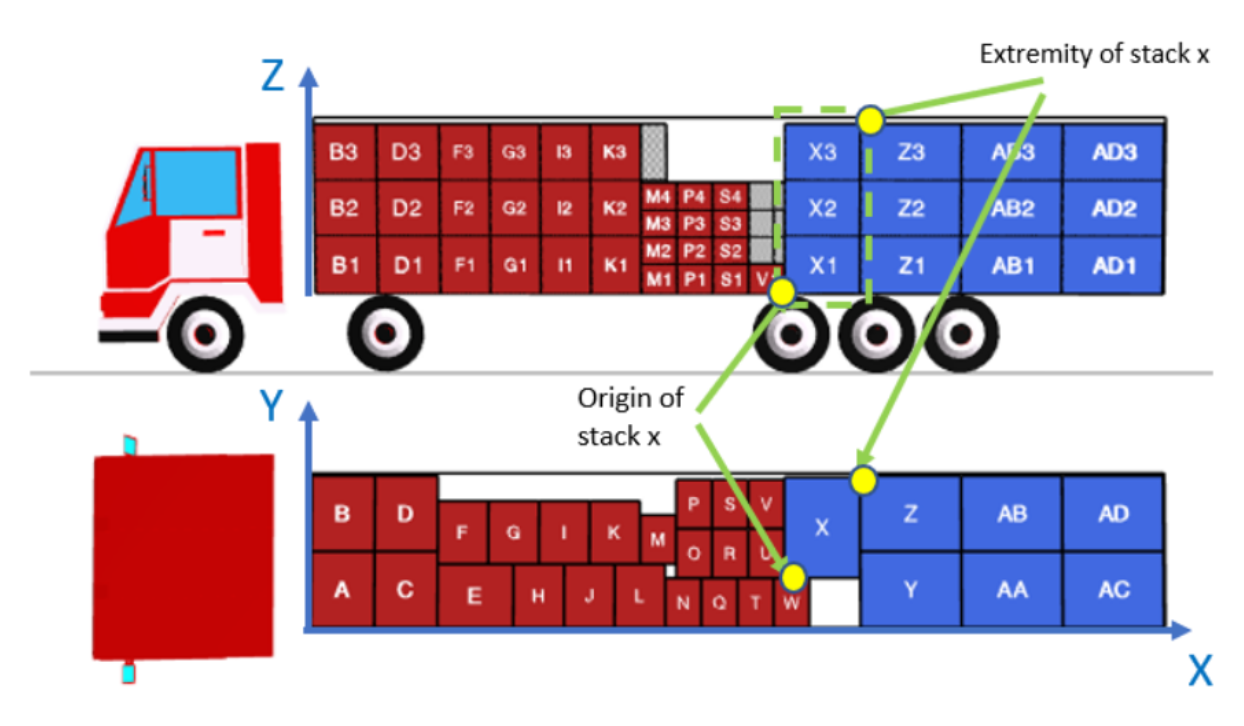 Extremity of stack x
Z
B3 D3 F3 G3 I3 K3 X3 Z3 AB3 AD3
B2 D2 F2 G2 I2 K2 M4 P4 S4 X2 Z2 AB2 AD2
M3 P3 S3
B1 D1 F1 G1 I1 K1 M2 P2 S2 X1 Z1 AB1 AD1
M1 P1 S1
Origin of
stack x
Y
B D F G I K M P S V X Z AB AD
O R U
A C E H J L N Q T W Y AA AC
X